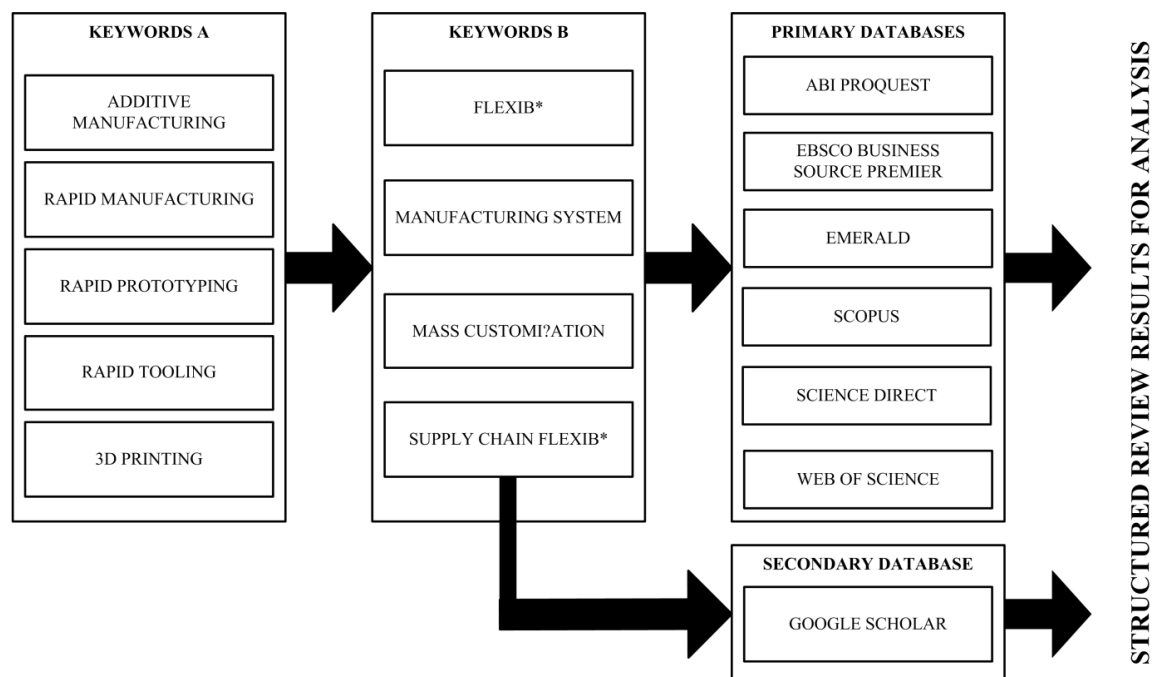 KEYWORDS A
ADDITIVE
MANUFACTURING
RAPID MANUFACTURING
RAPID PROTOTYPING
RAPID TOOLING
3D PRINTING
KEYWORDS B
FLEXIB*
MANUFACTURING SYSTEM
MASS CUSTOMI?ATION
SUPPLY CHAIN FLEXIB*
PRIMARY DATABASES
ABI PROQUEST
EBSCO BUSINESS
SOURCE PREMIER
EMERALD
SCOPUS
SCIENCE DIRECT
WEB OF SCIENCE
SECONDARY DATABASE
GOOGLE SCHOLAR
STRUCTURED REVIEW RESULTS FOR ANALYSIS